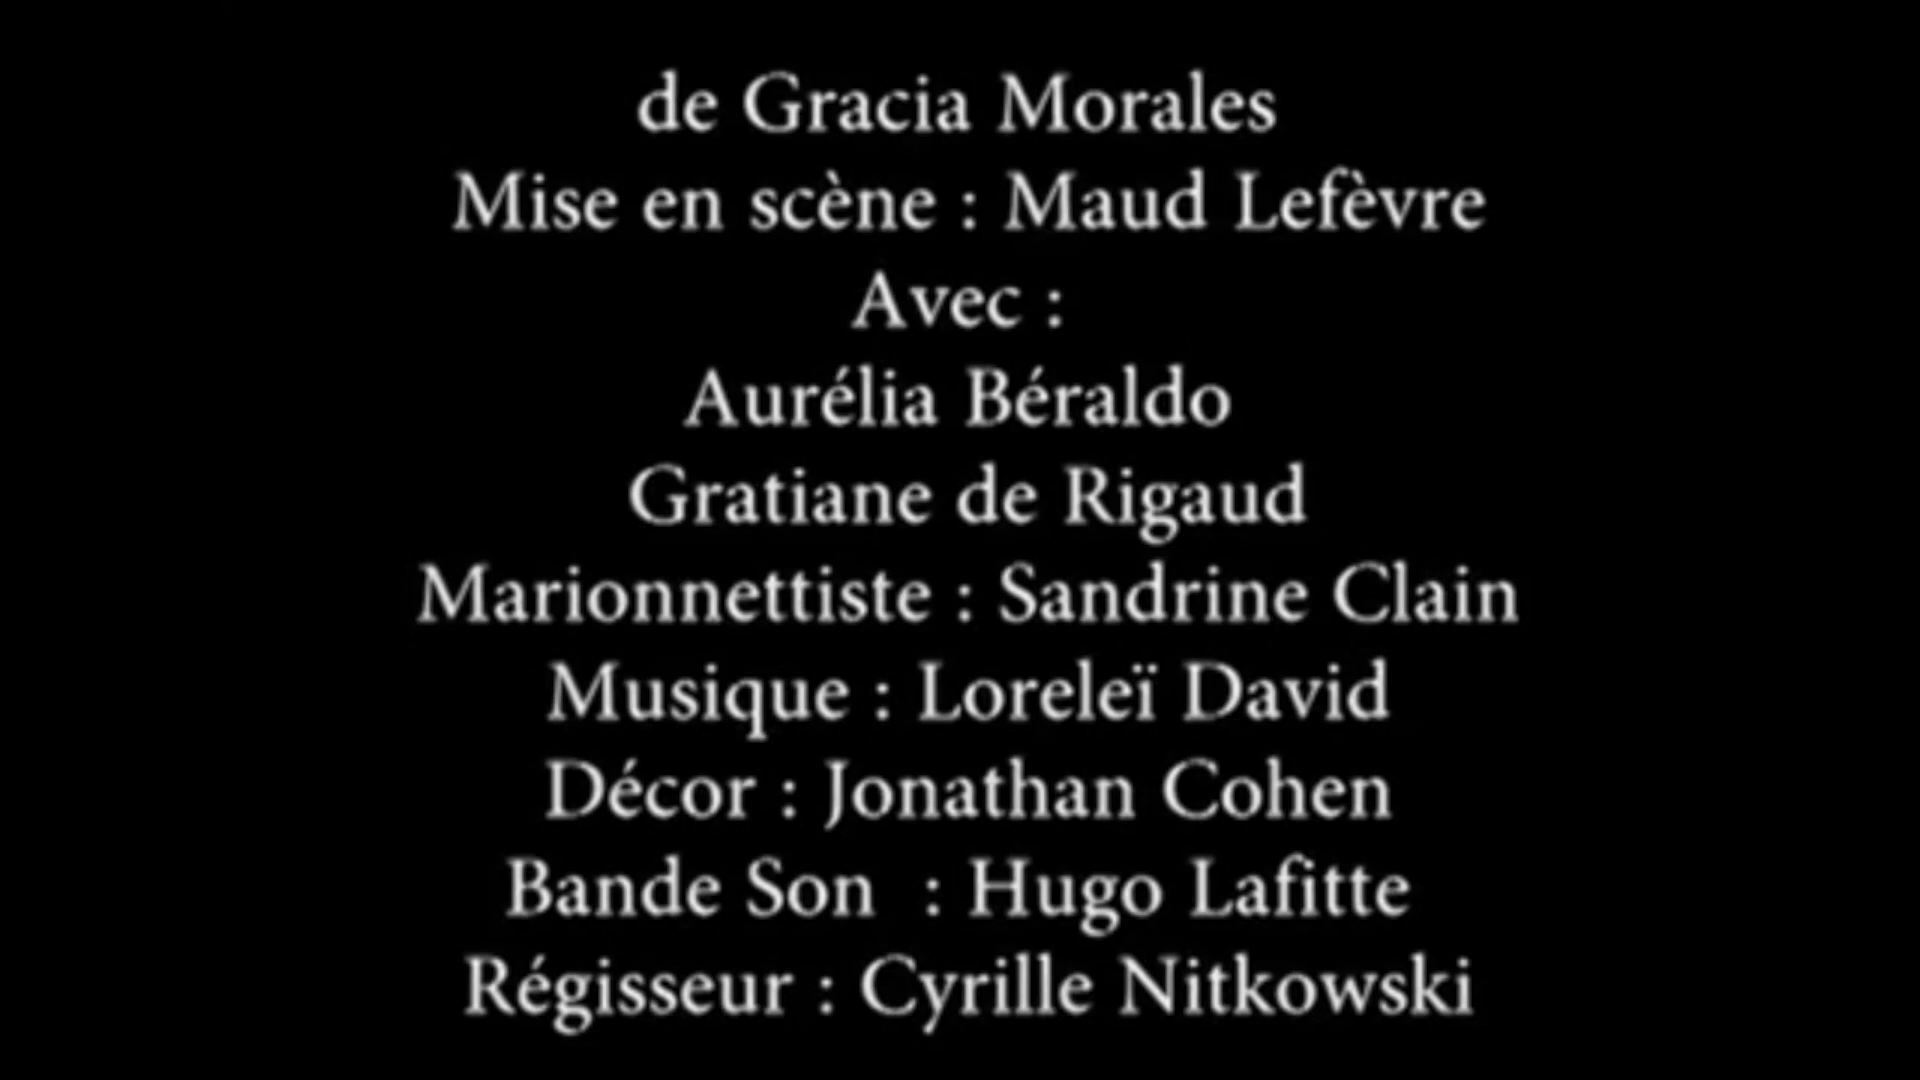 de Gracia Morales
Mise en scène : Maud Lefèvre
Avec :
Aurélia Béraldo
Gratiane de Rigaud
Marionnettiste : Sandrine Clain
Musique : Loreleï David
Décor : Jonathan Cohen
Bande Son  : Hugo Lafitte
Régisseur : Cyrille Nitkowski